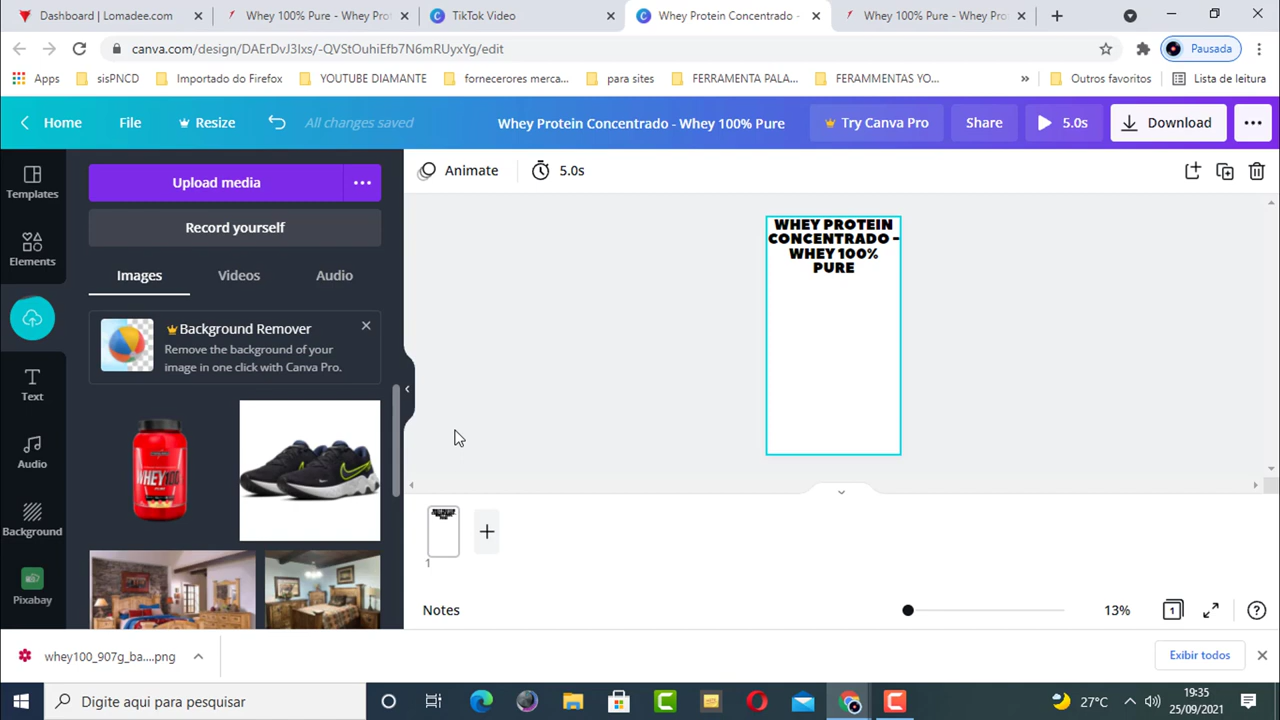 Dashboard | Lomadee.com
Whey 100% Pure - Whey Prot
TikTok Video
Whey Protein Concentrado -
Whey 100% Pure - Whey Pro
canva.com/design/DAErDvJ3Ixs/-QVStOuhiEfb7N6mRUyxYg/edit
Pausada
Apps
sisPNCD
Importado do Firefox
YOUTUBE DIAMANTE
fornecerores merca...
para sites
FERRAMENTA PALA...
FERAMMENTAS YO...
»
Outros favoritos
Lista de leitura
Home
File
Resize
All changes saved
Whey Protein Concentrado - Whey 100% Pure
Try Canva Pro
Share
5.0s
Download
Templates
Elements
Text
Audio
Background
Pixabay
Upload media
Record yourself
Images
Videos
Audio
Background Remover
Remove the background of your
image in one click with Canva Pro.
WHEY100
Animate
5.0s
WHEY PROTEIN
CONCENTRADO -
WHEY 100%
PURE
1
Notes
13%
1
whey100_907g_ba....png
Exibir todos
Digite aqui para pesquisar
27°C
19:35
25/09/2021